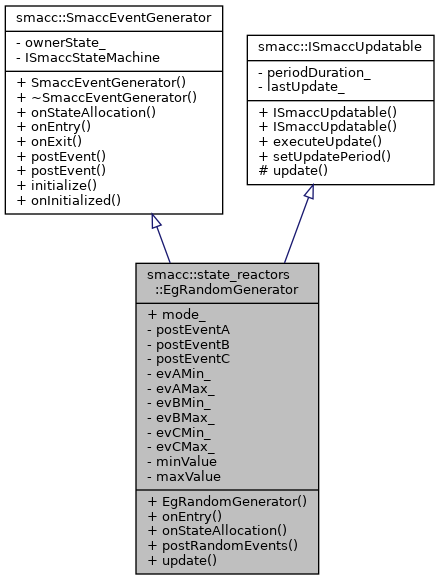 smacc::SmaccEventGenerator
- ownerState_
- ISmaccStateMachine
+ SmaccEventGenerator()
+ ~SmaccEventGenerator()
+ onStateAllocation()
+ onEntry()
+ onExit()
+ postEvent()
+ postEvent()
+ initialize()
+ onInitialized()
smacc::ISmaccUpdatable
- periodDuration_
- lastUpdate_
+ ISmaccUpdatable()
+ ISmaccUpdatable()
+ executeUpdate()
+ setUpdatePeriod()
# update()
smacc::state_reactors
::EgRandomGenerator
+ mode_
- postEventA
- postEventB
- postEventC
- evAMin_
- evAMax_
- evBMin_
- evBMax_
- evCMin_
- evCMax_
- minValue
- maxValue
+ EgRandomGenerator()
+ onEntry()
+ onStateAllocation()
+ postRandomEvents()
+ update()